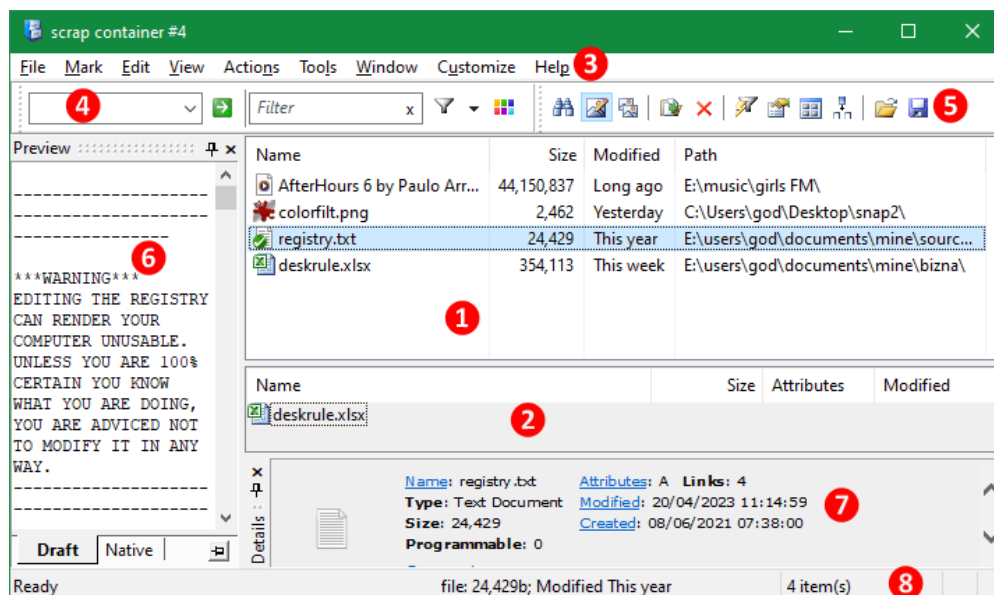 scrap container #4
File Mark Edit View Actions Tools Window Customize Help 3
4 Filter x 5
Preview
--------------------
--------------------
----------------
6
***WARNING***
EDITING THE REGISTRY
CAN RENDER YOUR
COMPUTER UNUSABLE.
UNLESS YOU ARE 100%
CERTAIN YOU KNOW
WHAT YOU ARE DOING,
YOU ARE ADVICED NOT
TO MODIFY IT IN ANY
WAY.
--------------------
--------------------
Draft Native
Name Size Modified Path
AfterHours 6 by Paulo Arr... 44,150,837 Long ago E:\music\girls FM\
colorfilt.png 2,462 Yesterday C:\Users\god\Desktop\snap2\
registry.txt 24,429 This year E:\users\god\documents\mine\sourc...
deskrule.xlsx 354,113 This week E:\users\god\documents\mine\bizna\
1
Name Size Attributes Modified
deskrule.xlsx 2
Details
Name: registry.txt Attributes: A Links: 4
Type: Text Document Modified: 20/04/2023 11:14:59 7
Size: 24,429 Created: 08/06/2021 07:38:00
Programmable: 0
Ready file: 24,429b; Modified This year 4 item(s) 8